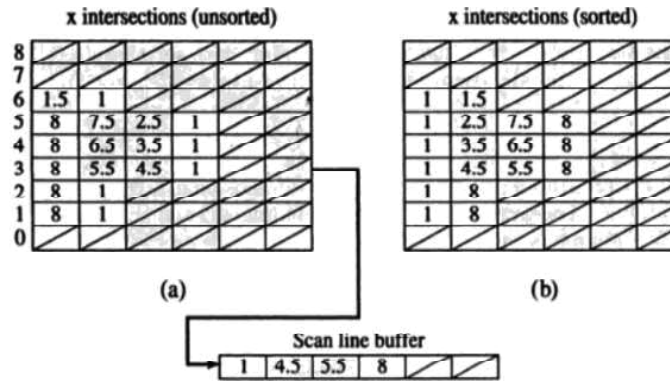 x intersections (unsorted)
x intersections (sorted)
8
7
6 1.5 1
1 1.5
5 8 7.5 2.5 1
1 2.5 7.5 8
4 8 6.5 3.5 1
1 3.5 6.5 8
3 8 5.5 4.5 1
1 4.5 5.5 8
2 8 1
1 8
1 8 1
1 8
0
(a)
(b)
Scan line buffer
1 4.5 5.5 8